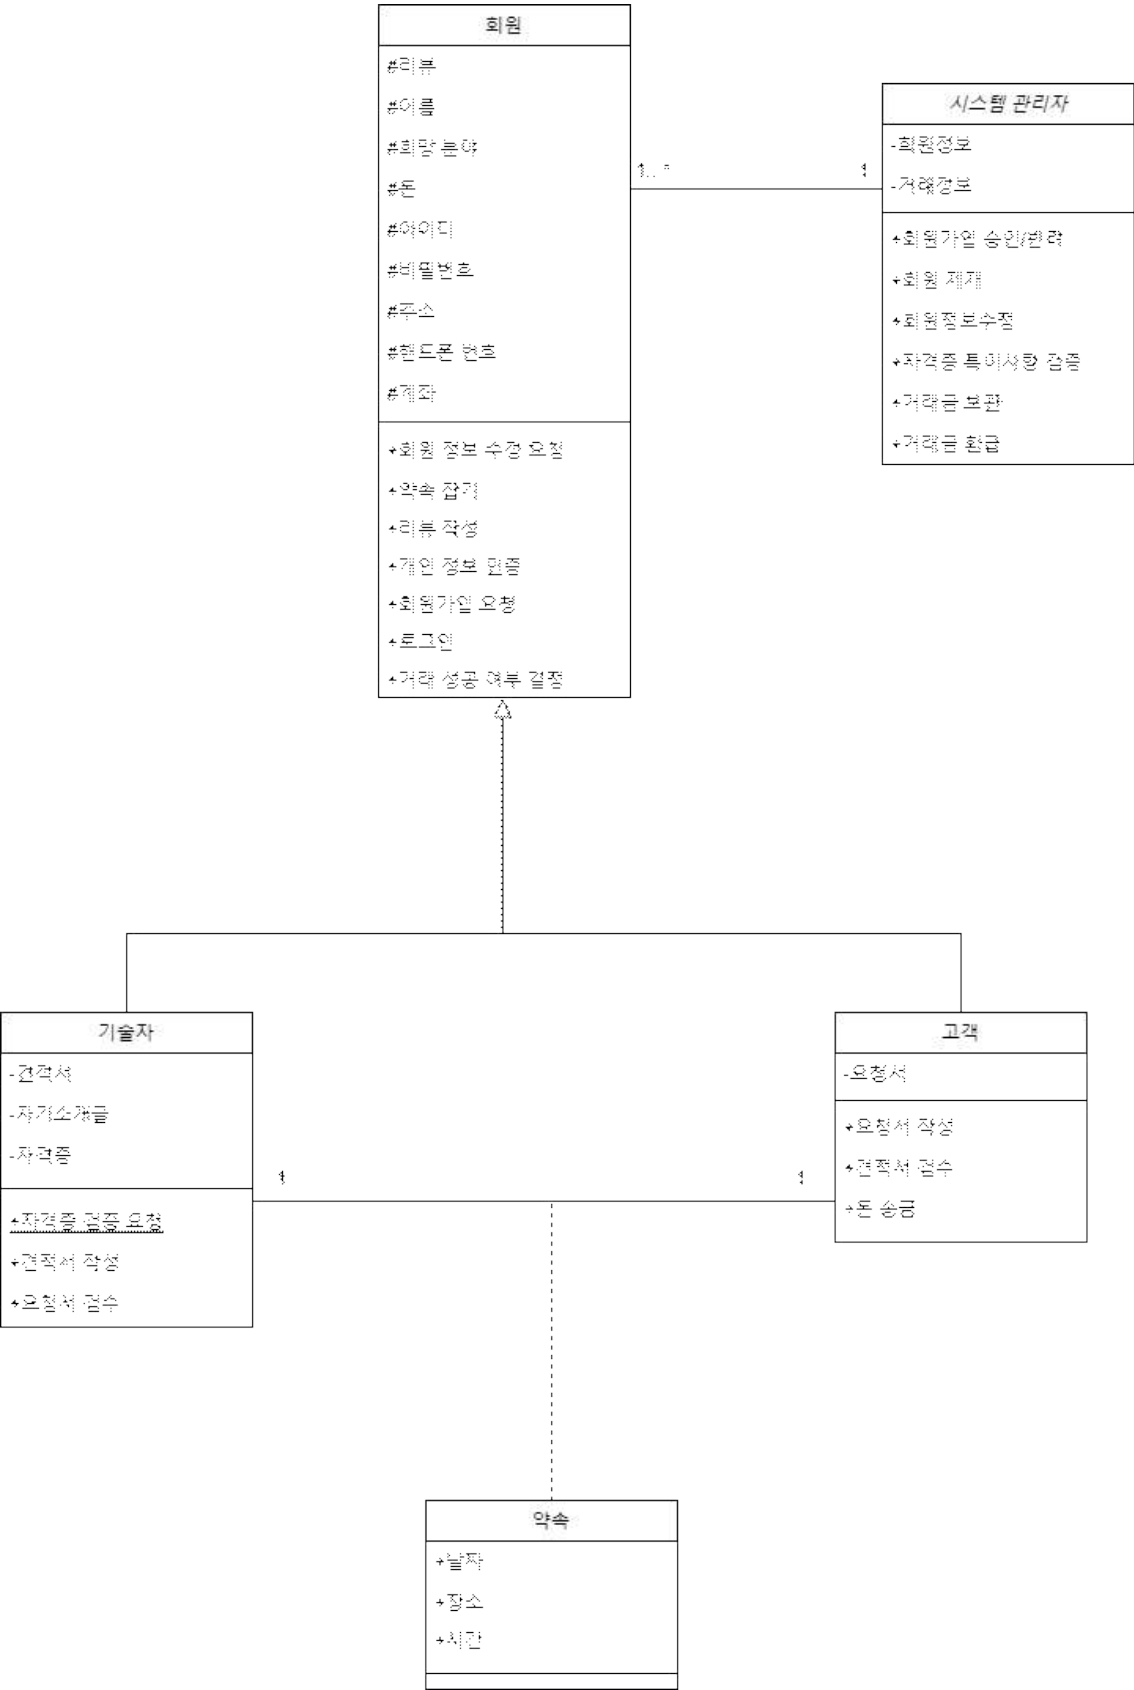 회원
#리뷰
#이름
#희망 분야
#돈
#아이디
#비밀번호
#주소
#핸드폰 번호
#계좌
+회원 정보 수정 요청
+약속 잡기
+리뷰 작성
+개인 정보 인증
+회원가입 요청
+로그인
+거래 성공 여부 결정
1.. *
1
시스템 관리자
-회원정보
-거래정보
+회원가입 승인/반려
+회원 제재
+회원정보수정
+자격증 특이사항 검증
+거래금 보관
+거래금 환급
기술자
-견적서
-자기소개글
-자격증
+자격증 검증 요청
+견적서 작성
+요청서 검수
1
1
고객
-요청서
+요청서 작성
+견적서 검수
+돈 송금
약속
+날짜
+장소
+시간